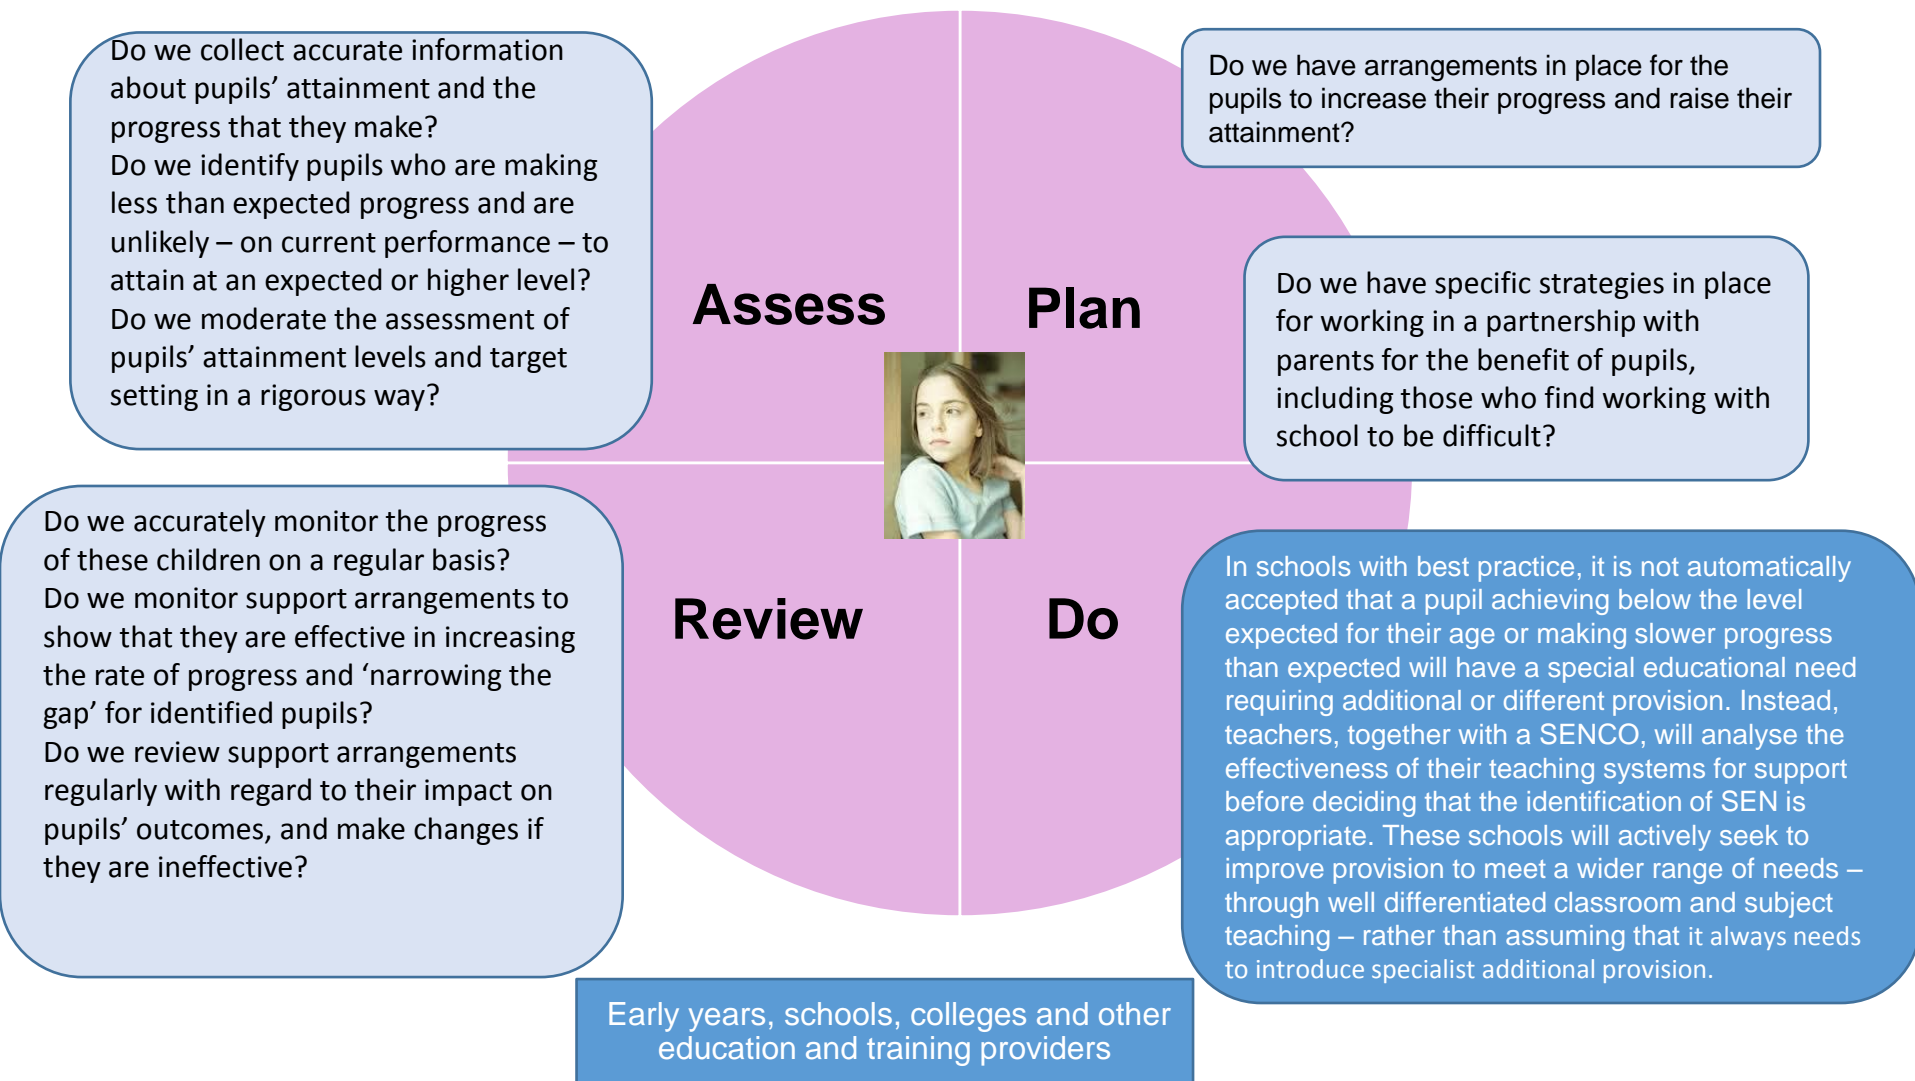 Do we collect accurate information
about pupils’ attainment and the
progress that they make?
Do we identify pupils who are making
less than expected progress and are
unlikely – on current performance – to
attain at an expected or higher level?
Do we moderate the assessment of
pupils’ attainment levels and target
setting in a rigorous way?
Do we have arrangements in place for the
pupils to increase their progress and raise their
attainment?
Assess
Plan
Do we have specific strategies in place
for working in a partnership with
parents for the benefit of pupils,
including those who find working with
school to be difficult?
Do we accurately monitor the progress
of these children on a regular basis?
Do we monitor support arrangements to
show that they are effective in increasing
the rate of progress and ‘narrowing the
gap’ for identified pupils?
Do we review support arrangements
regularly with regard to their impact on
pupils’ outcomes, and make changes if
they are ineffective?
Review
Do
In schools with best practice, it is not automatically
accepted that a pupil achieving below the level
expected for their age or making slower progress
than expected will have a special educational need
requiring additional or different provision. Instead,
teachers, together with a SENCO, will analyse the
effectiveness of their teaching systems for support
before deciding that the identification of SEN is
appropriate. These schools will actively seek to
improve provision to meet a wider range of needs –
through well differentiated classroom and subject
teaching – rather than assuming that it always needs
to introduce specialist additional provision.
Early years, schools, colleges and other
education and training providers